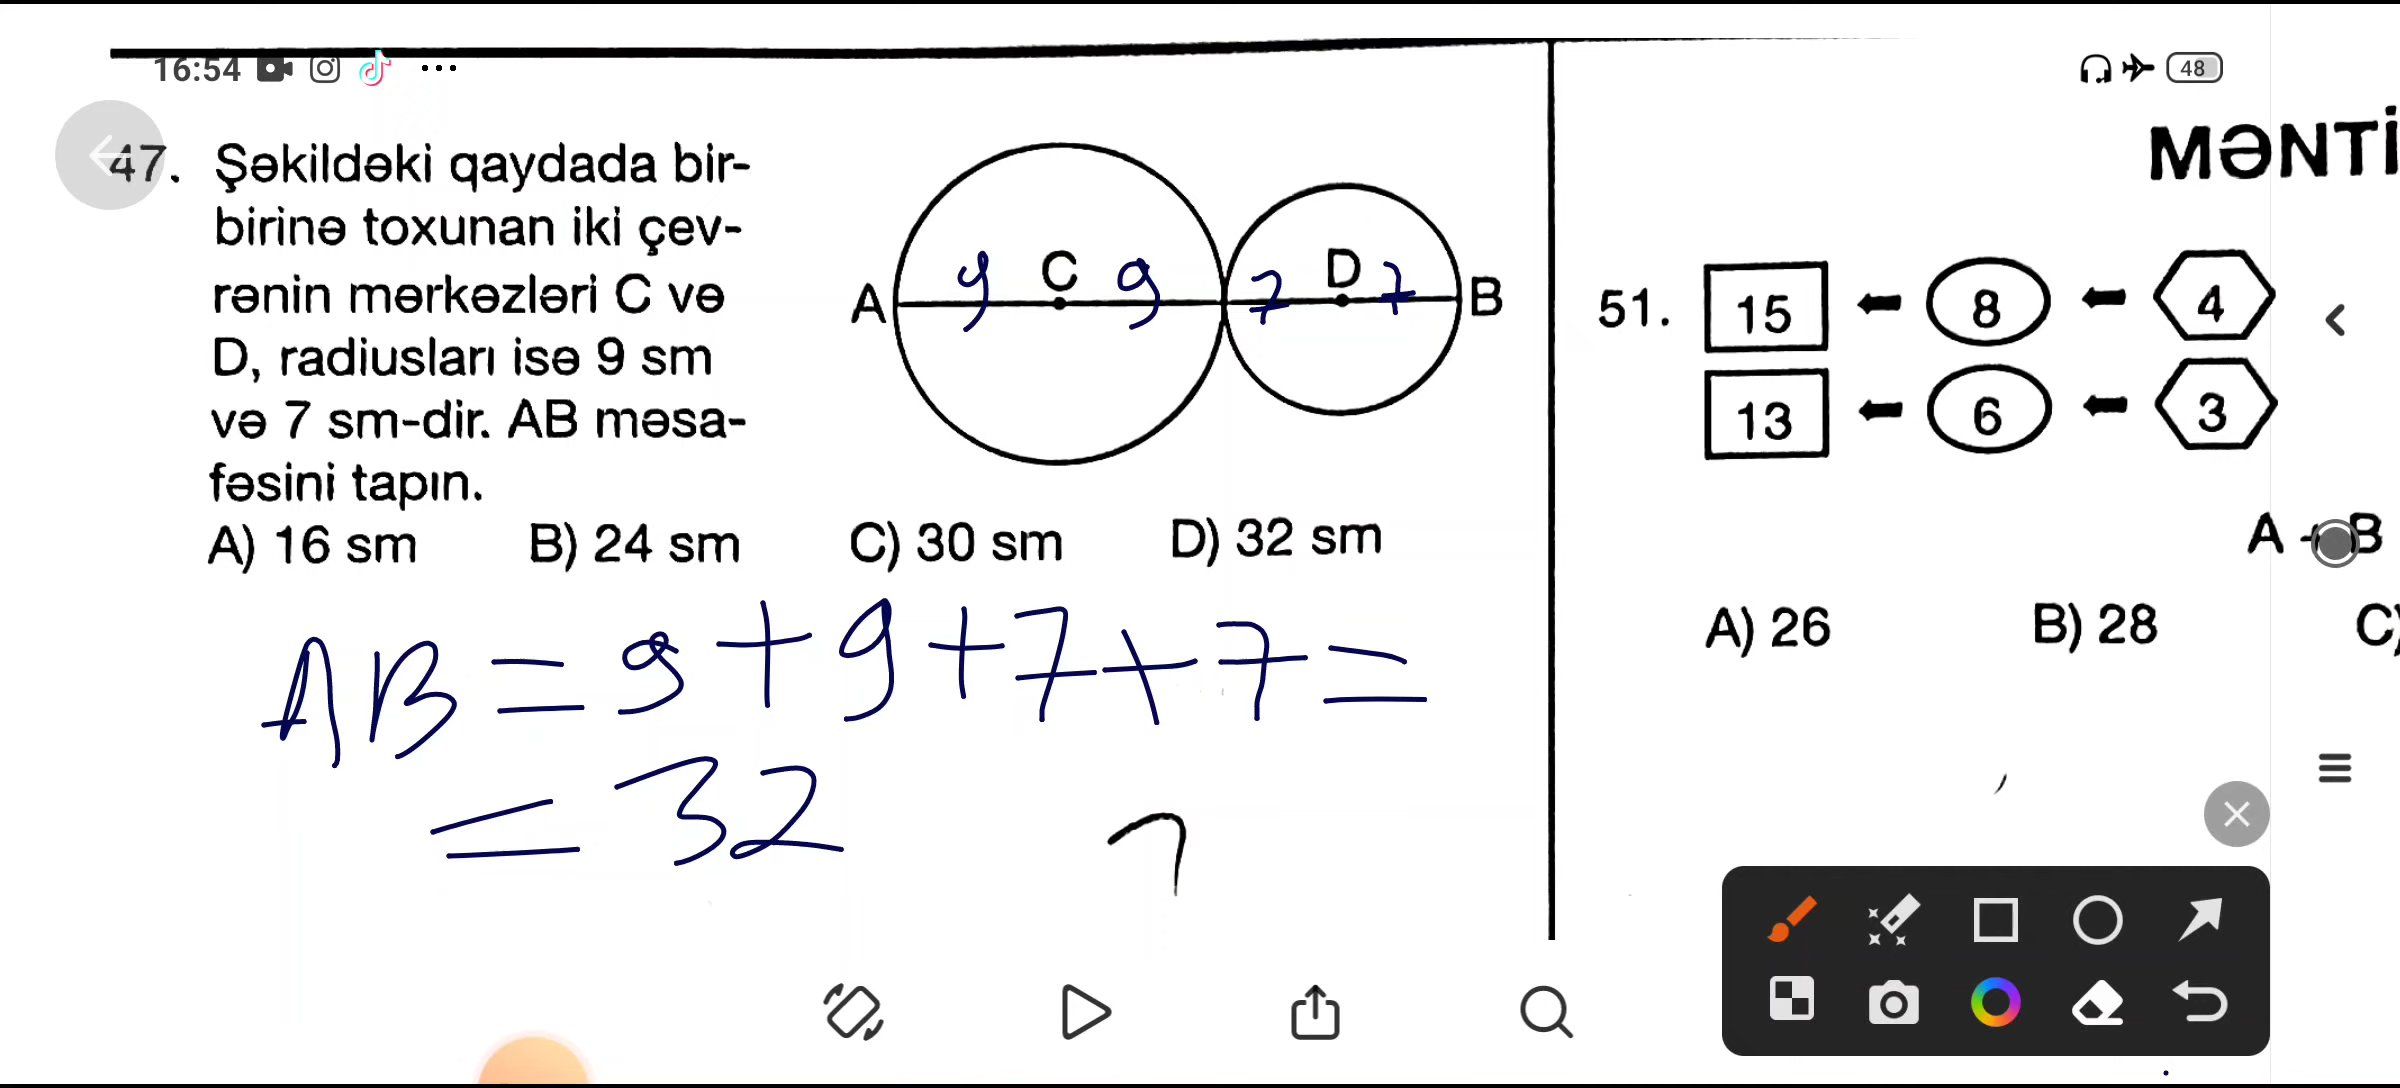 16:54
48
47. Şəkildəki qaydada bir-
birinə toxunan iki çev-
rənin mərkəzləri C və
D, radiusları isə 9 sm
və 7 sm-dir. AB məsa-
fəsini tapın.
A) 16 sm B) 24 sm C) 30 sm D) 32 sm
A 9 C 9 7 D 7 B
AB = 9 + 9 + 7 + 7 =
= 32
MƏNTİ
51. 15 8 4
13 6 3
A + B
A) 26 B) 28 C)